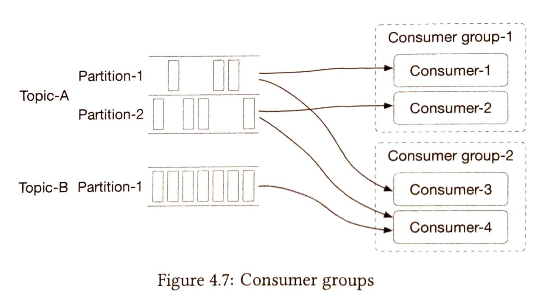 Consumer group-1
Topic-A
Partition-1
Consumer-1
Partition-2
Consumer-2
Consumer group-2
Topic-B Partition-1
Consumer-3
Consumer-4
Figure 4.7: Consumer groups